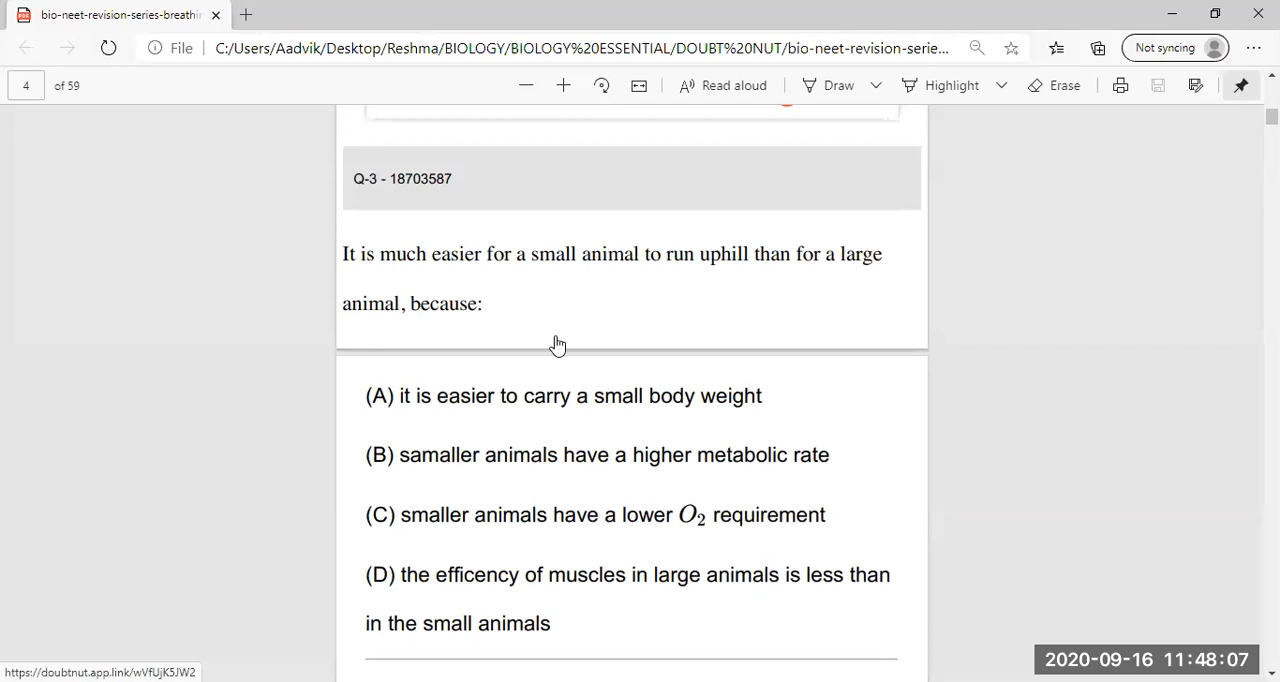 bio-neet-revision-series-breathin
File
C:/Users/Aadvik/Desktop/Reshma/BIOLOGY/BIOLOGY%20ESSENTIAL/DOUBT%20NUT/bio-neet-revision-serie...
Not syncing
4 of 59
Read aloud
Draw
Highlight
Erase
Q-3 - 18703587
It is much easier for a small animal to run uphill than for a large
animal, because:
(A) it is easier to carry a small body weight
(B) samaller animals have a higher metabolic rate
(C) smaller animals have a lower O₂ requirement
(D) the efficency of muscles in large animals is less than
in the small animals
https://doubtnut.app.link/wVfUjK5JW2
2020-09-16 11:48:07